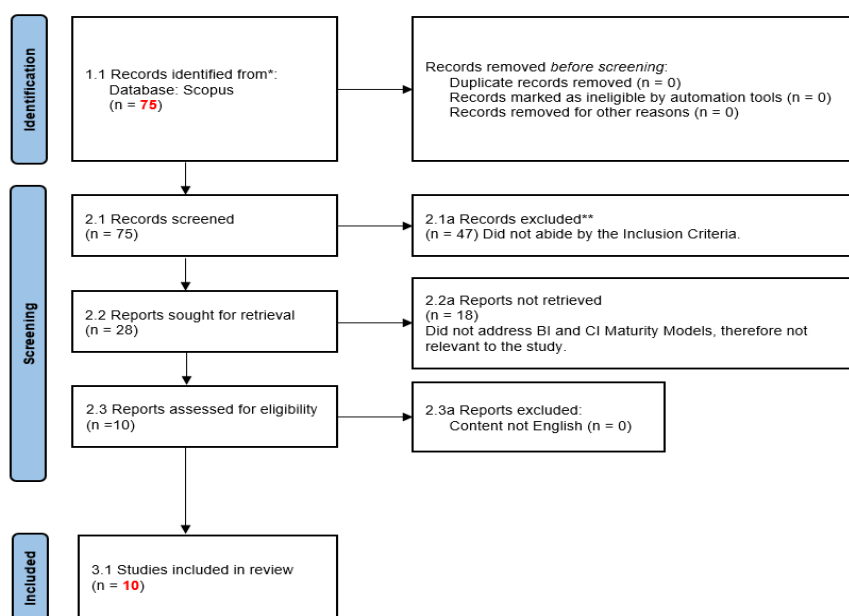 Identification
1.1 Records identified from*:
Database: Scopus
(n = 75)
Records removed before screening:
Duplicate records removed (n = 0)
Records marked as ineligible by automation tools (n = 0)
Records removed for other reasons (n = 0)
Screening
2.1 Records screened
(n = 75)
2.1a Records excluded**
(n = 47) Did not abide by the Inclusion Criteria.
2.2 Reports sought for retrieval
(n = 28)
2.2a Reports not retrieved
(n = 18)
Did not address BI and CI Maturity Models, therefore not
relevant to the study.
2.3 Reports assessed for eligibility
(n =10)
2.3a Reports excluded:
Content not English (n = 0)
Included
3.1 Studies included in review
(n = 10)